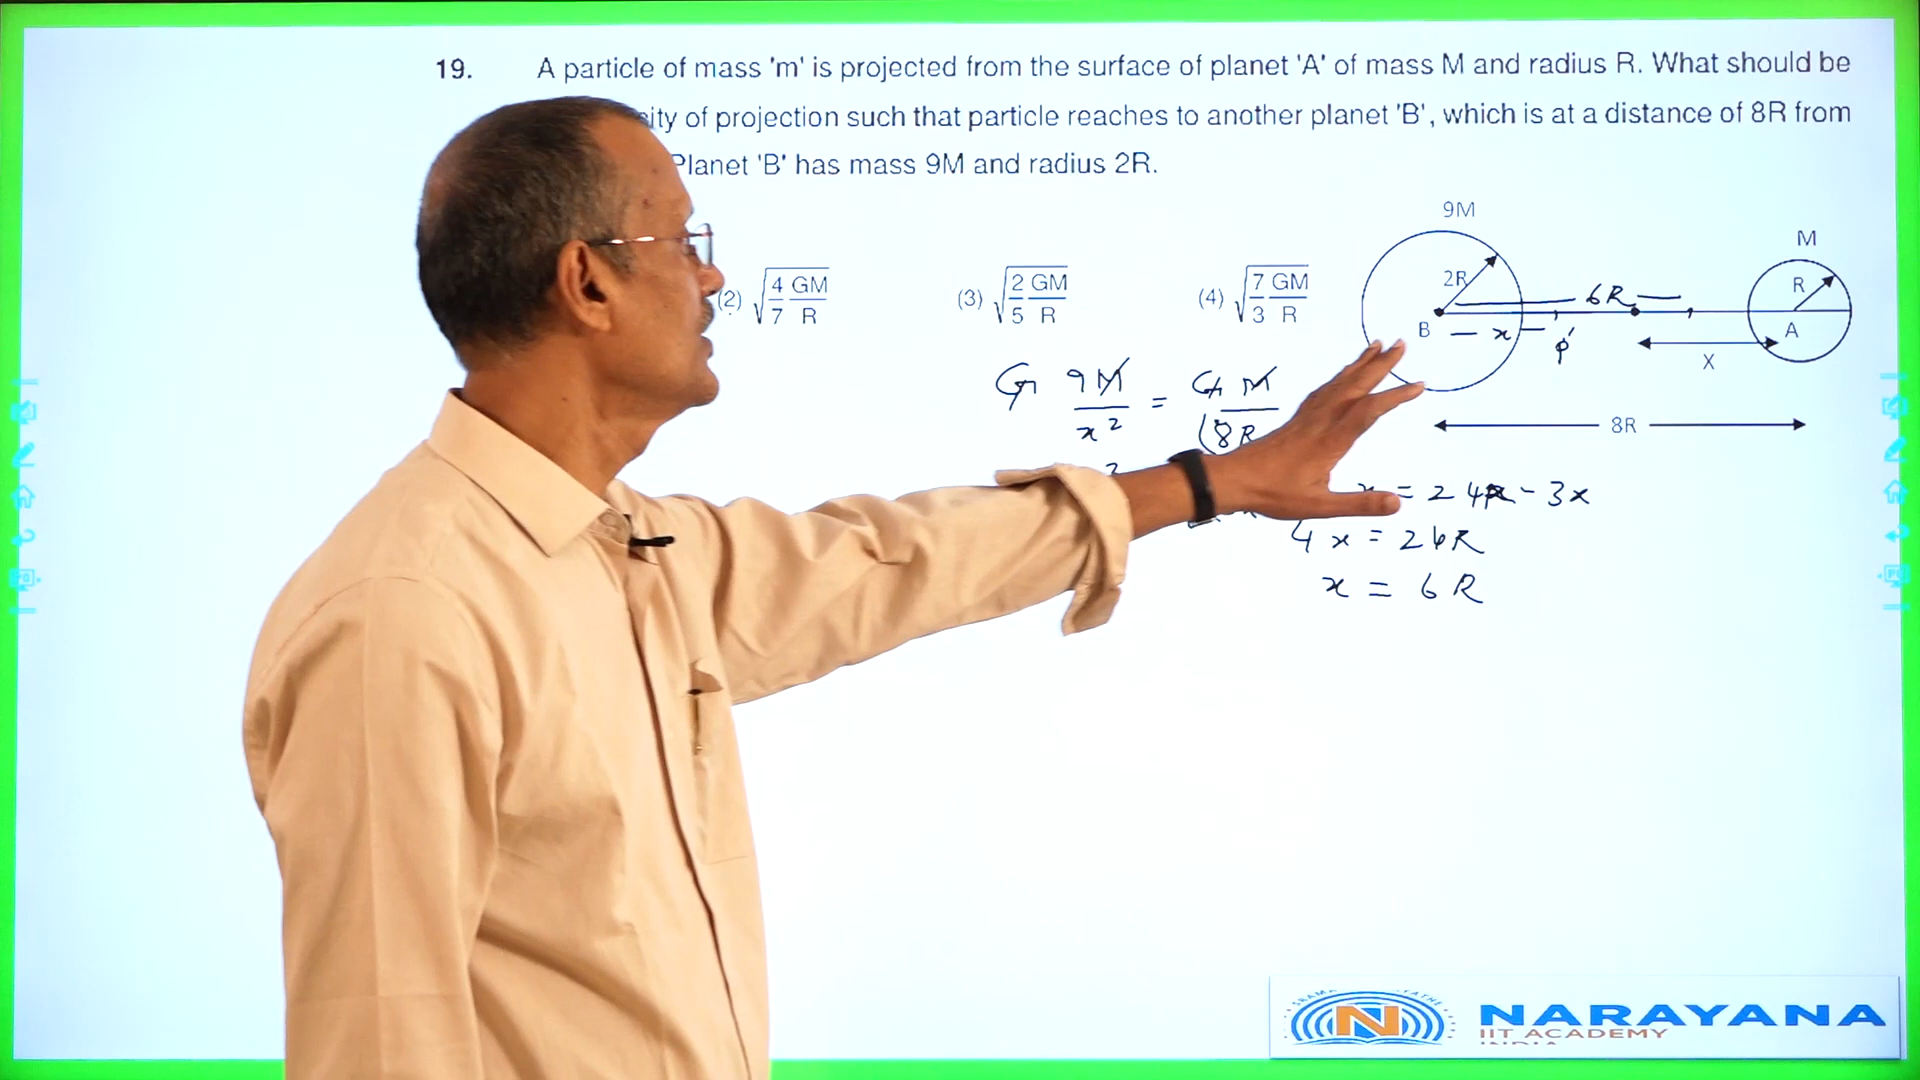 19. A particle of mass 'm' is projected from the surface of planet 'A' of mass M and radius R. What should be
of projection such that particle reaches to another planet 'B', which is at a distance of 8R from
Planet 'B' has mass 9M and radius 2R.
(2) √(4/7 GM/R) (3) √(2/5 GM/R) (4) √(7/3 GM/R)
9M
M
2R
6R
R
B
x
A
X
8R
G 9M/x² = G M/(8R
= 24R - 3x
4x = 24R
x = 6R
NARAYANA
IIT ACADEMY